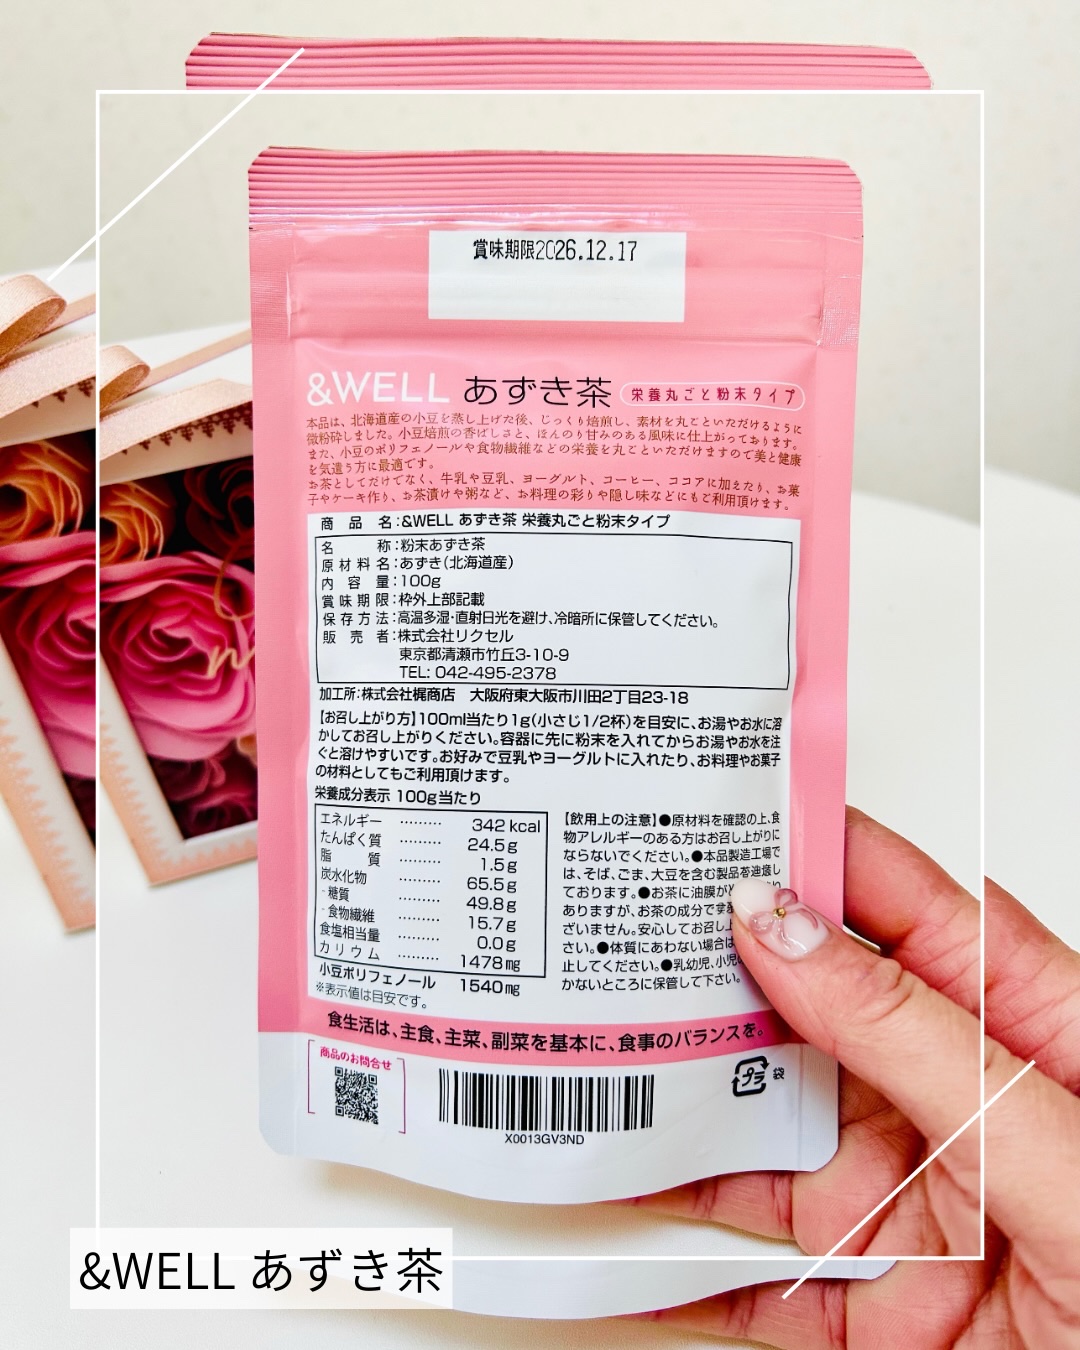 賞味期限2026.12.17
&WELL あずき茶 栄養丸ごと粉末タイプ
本品は、北海道産の小豆を蒸し上げた後、じっくり焙煎し、素材を丸ごといただけるように
微粉砕しました。小豆焙煎の香ばしさと、ほんのり甘みのある風味に仕上がっております。
また、小豆のポリフェノールや食物繊維などの栄養を丸ごといただけますので美と健康
を気遣う方に最適です。
お茶としてだけでなく、牛乳や豆乳、ヨーグルト、コーヒー、ココアに加えたり、お菓
子やケーキ作り、お茶漬けや粥など、お料理の彩りや隠し味などにもご利用頂けます。
商品名:&WELL あずき茶 栄養丸ごと粉末タイプ
名称:粉末あずき茶
原材料名:あずき(北海道産)
内容量:100g
賞味期限:枠外上部記載
保存方法:高温多湿・直射日光を避け、冷暗所に保管してください。
販売者:株式会社リクセル
東京都清瀬市竹丘3-10-9
TEL: 042-495-2378
加工所:株式会社梶商店 大阪府東大阪市川田2丁目23-18
【お召し上がり方】100ml当たり1g(小さじ1/2杯)を目安に、お湯やお水に溶
かしてお召し上がりください。容器に先に粉末を入れてからお湯やお水を注
ぐと溶けやすいです。お好みで豆乳やヨーグルトに入れたり、お料理やお菓子
の材料としてもご利用頂けます。
栄養成分表示 100g当たり
エネルギー ……… 342kcal
たんぱく質 ……… 24.5g
脂質 ……… 1.5g
炭水化物 ……… 65.5g
-糖質 ……… 49.8g
-食物繊維 ……… 15.7g
食塩相当量 ……… 0.0g
カリウム ……… 1478mg
小豆ポリフェノール 1540mg
※表示値は目安です。
【飲用上の注意】●原材料を確認の上、食
物アレルギーのある方はお召し上がりに
ならないでください。●本品製造工場で
は、そば、ごま、大豆を含む製品を造り
ております。●お茶に油膜が
ありますが、お茶の成分で
ざいません。安心してお召し
さい。●体質にあわない場合は
止してください。●乳幼児、小児
かないところに保管して下さい。
食生活は、主食、主菜、副菜を基本に、食事のバランスを。
商品のお問合せ
X0013GV3ND
プラ 袋
&WELL あずき茶